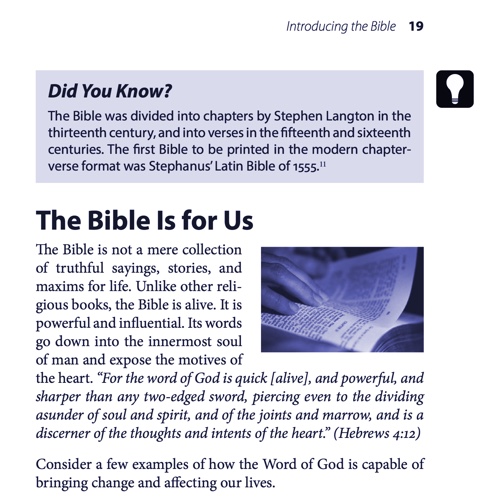 Introducing the Bible 19
Did You Know?
The Bible was divided into chapters by Stephen Langton in the
thirteenth century, and into verses in the fifteenth and sixteenth
centuries. The first Bible to be printed in the modern chapter-
verse format was Stephanus' Latin Bible of 1555.11
The Bible Is for Us
The Bible is not a mere collection
of truthful sayings, stories, and
maxims for life. Unlike other reli-
gious books, the Bible is alive. It is
powerful and influential. Its words
go down into the innermost soul
of man and expose the motives of
the heart. “For the word of God is quick [alive], and powerful, and
sharper than any two-edged sword, piercing even to the dividing
asunder of soul and spirit, and of the joints and marrow, and is a
discerner of the thoughts and intents of the heart.” (Hebrews 4:12)
Consider a few examples of how the Word of God is capable of
bringing change and affecting our lives.